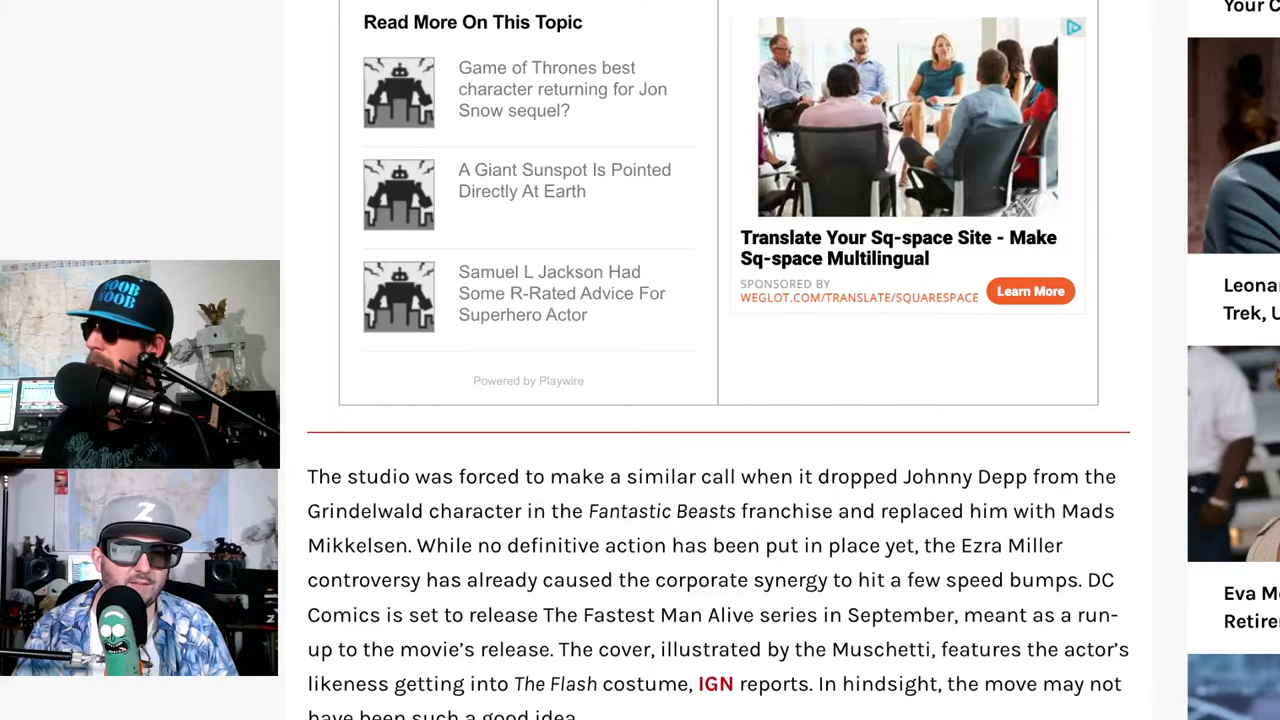 Read More On This Topic
Game of Thrones best
character returning for Jon
Snow sequel?
A Giant Sunspot Is Pointed
Directly At Earth
Samuel L Jackson Had
Some R-Rated Advice For
Superhero Actor
Powered by Playwire
Translate Your Sq-space Site - Make
Sq-space Multilingual
SPONSORED BY
WEGLOT.COM/TRANSLATE/SQUARESPACE
Learn More
Your C
Leonar
Trek, U
Eva Me
Retirem
NOOB
NOOB
Z
The studio was forced to make a similar call when it dropped Johnny Depp from the
Grindelwald character in the Fantastic Beasts franchise and replaced him with Mads
Mikkelsen. While no definitive action has been put in place yet, the Ezra Miller
controversy has already caused the corporate synergy to hit a few speed bumps. DC
Comics is set to release The Fastest Man Alive series in September, meant as a run-
up to the movie's release. The cover, illustrated by the Muschetti, features the actor's
likeness getting into The Flash costume, IGN reports. In hindsight, the move may not
have been such a good idea